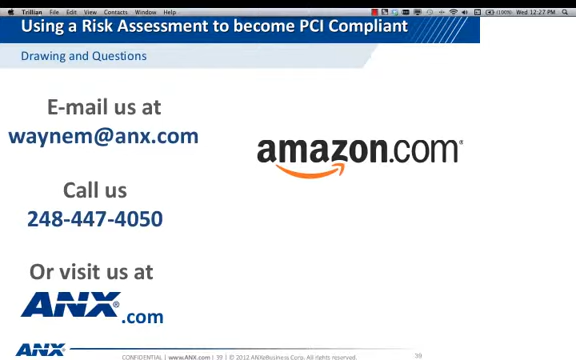 Trillian File Edit View Contacts Window Help
(100%) Wed 12:27 PM
Using a Risk Assessment to become PCI Compliant
Drawing and Questions
E-mail us at
waynem@anx.com
amazon.com®
Call us
248-447-4050
Or visit us at
ANX®.com
ANX®
CONFIDENTIAL | www.ANX.com | 39 | © 2012 ANXeBusiness Corp. All rights reserved.
39